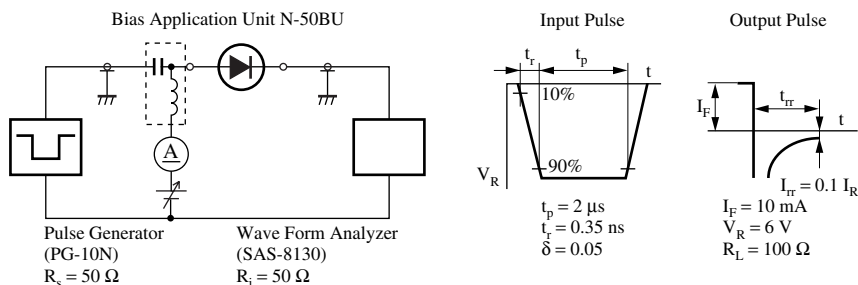 Bias Application Unit N-50BU
A
Pulse Generator
(PG-10N)
R_s = 50 Ω
Wave Form Analyzer
(SAS-8130)
R_i = 50 Ω
Input Pulse
t_r
t_p
t
10%
90%
V_R
t_p = 2 μs
t_r = 0.35 ns
δ = 0.05
Output Pulse
I_F
t_rr
t
I_rr = 0.1 I_R
I_F = 10 mA
V_R = 6 V
R_L = 100 Ω